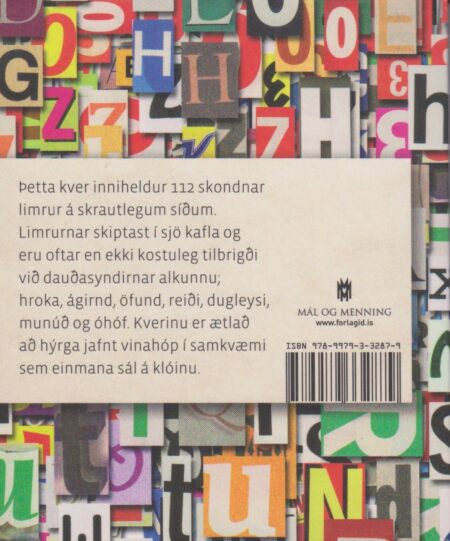 Þetta kver inniheldur 112 skondnar
limrur á skrautlegum síðum.
Limrurnar skiptast í sjö kafla og
eru oftar en ekki kostuleg tilbrigði
við dauðasyndirnar alkunnu;
hroka, ágirnd, öfund, reiði, dugleysi,
munúð og óhóf. Kverinu er ætlað
að hýrga jafnt vinahóp í samkvæmi
sem einmana sál á klóinu.
MÁL OG MENNING
www.forlagid.is
ISBN 978-9979-3-3287-9